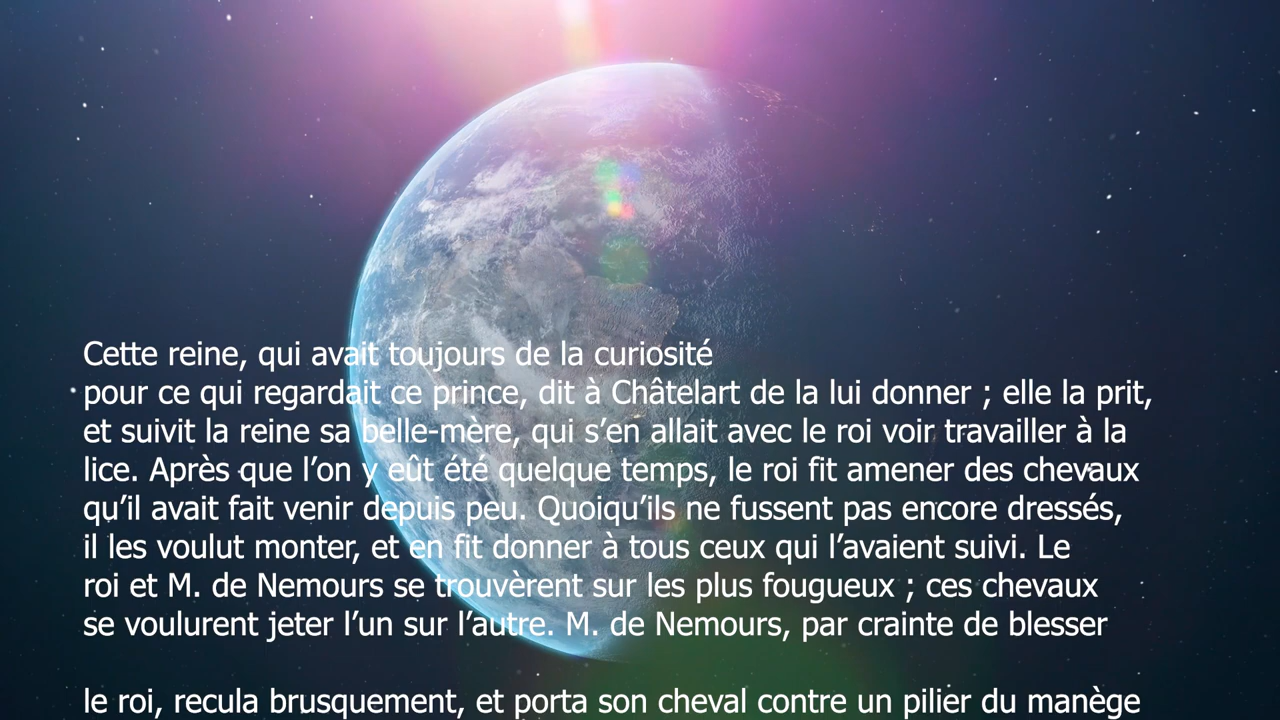 Cette reine, qui avait toujours de la curiosité
pour ce qui regardait ce prince, dit à Châtelart de la lui donner ; elle la prit,
et suivit la reine sa belle-mère, qui s’en allait avec le roi voir travailler à la
lice. Après que l’on y eût été quelque temps, le roi fit amener des chevaux
qu’il avait fait venir depuis peu. Quoiqu’ils ne fussent pas encore dressés,
il les voulut monter, et en fit donner à tous ceux qui l’avaient suivi. Le
roi et M. de Nemours se trouvèrent sur les plus fougueux ; ces chevaux
se voulurent jeter l’un sur l’autre. M. de Nemours, par crainte de blesser
le roi, recula brusquement, et porta son cheval contre un pilier du manège